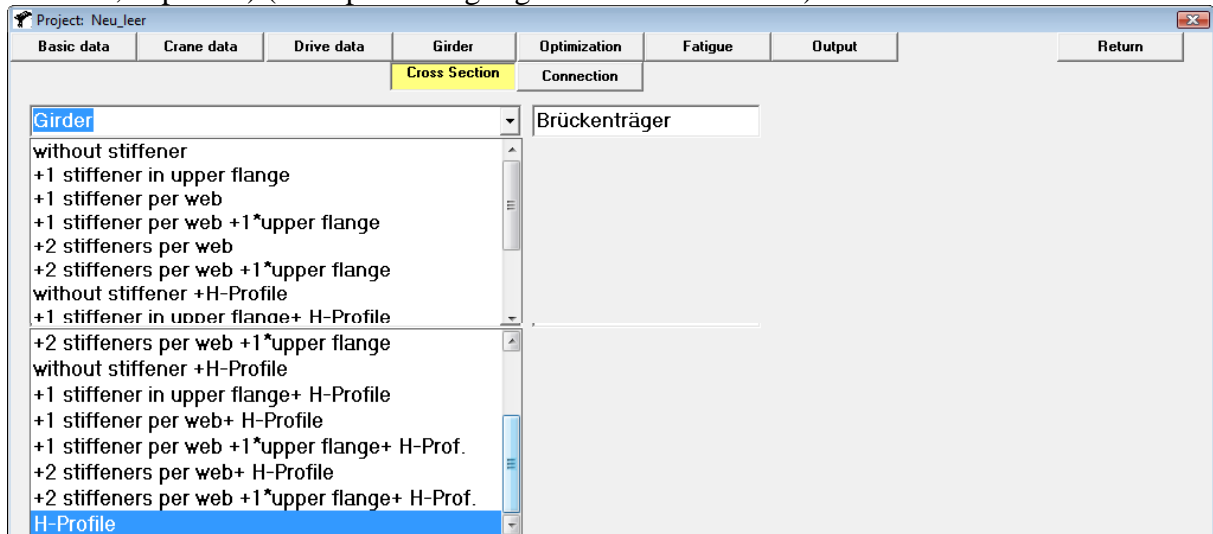 Project: Neu_leer
Basic data Crane data Drive data Girder Optimization Fatigue Output Return
Cross Section Connection
Girder Brückenträger
without stiffener
+1 stiffener in upper flange
+1 stiffener per web
+1 stiffener per web +1*upper flange
+2 stiffeners per web
+2 stiffeners per web +1*upper flange
without stiffener +H-Profile
+1 stiffener in upper flange+ H-Profile
+2 stiffeners per web +1*upper flange
without stiffener +H-Profile
+1 stiffener in upper flange+ H-Profile
+1 stiffener per web+ H-Profile
+1 stiffener per web +1*upper flange+ H-Prof.
+2 stiffeners per web+ H-Profile
+2 stiffeners per web +1*upper flange+ H-Prof.
H-Profile